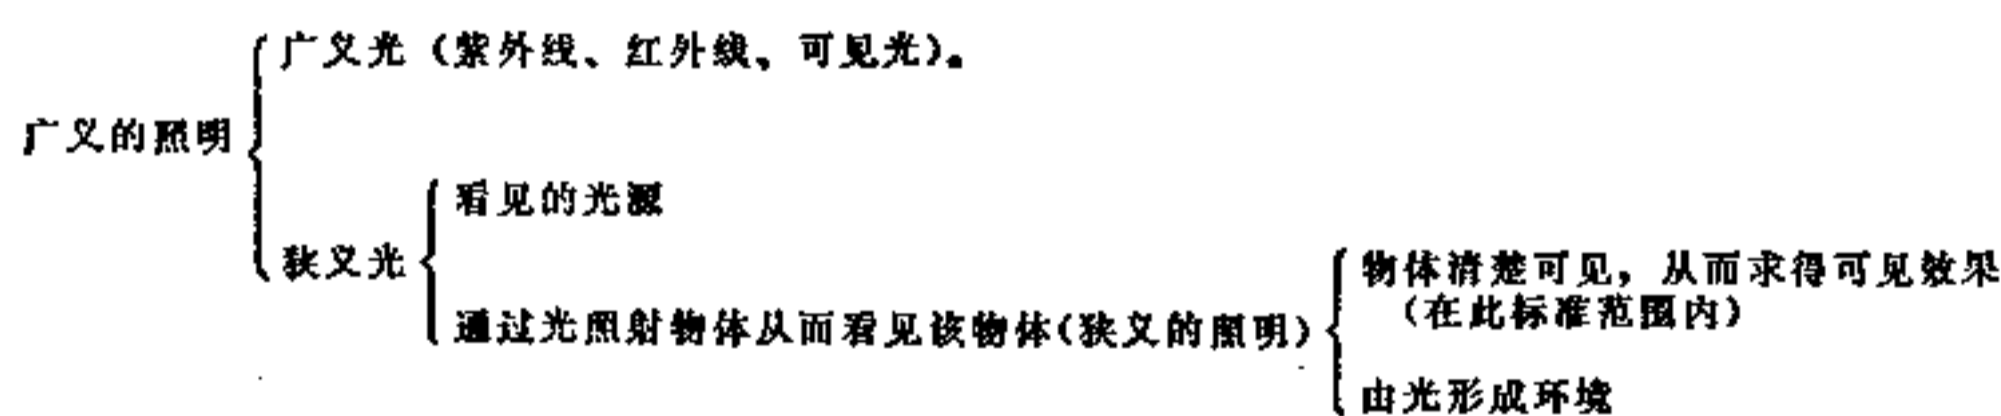 广义光（紫外线、红外线、可见光）。
广义的照明
看见的光源
狭义光
物体清楚可见，从而求得可见效果
（在此标准范围内）
通过光照射物体从而看见该物体(狭义的照明)
由光形成环境